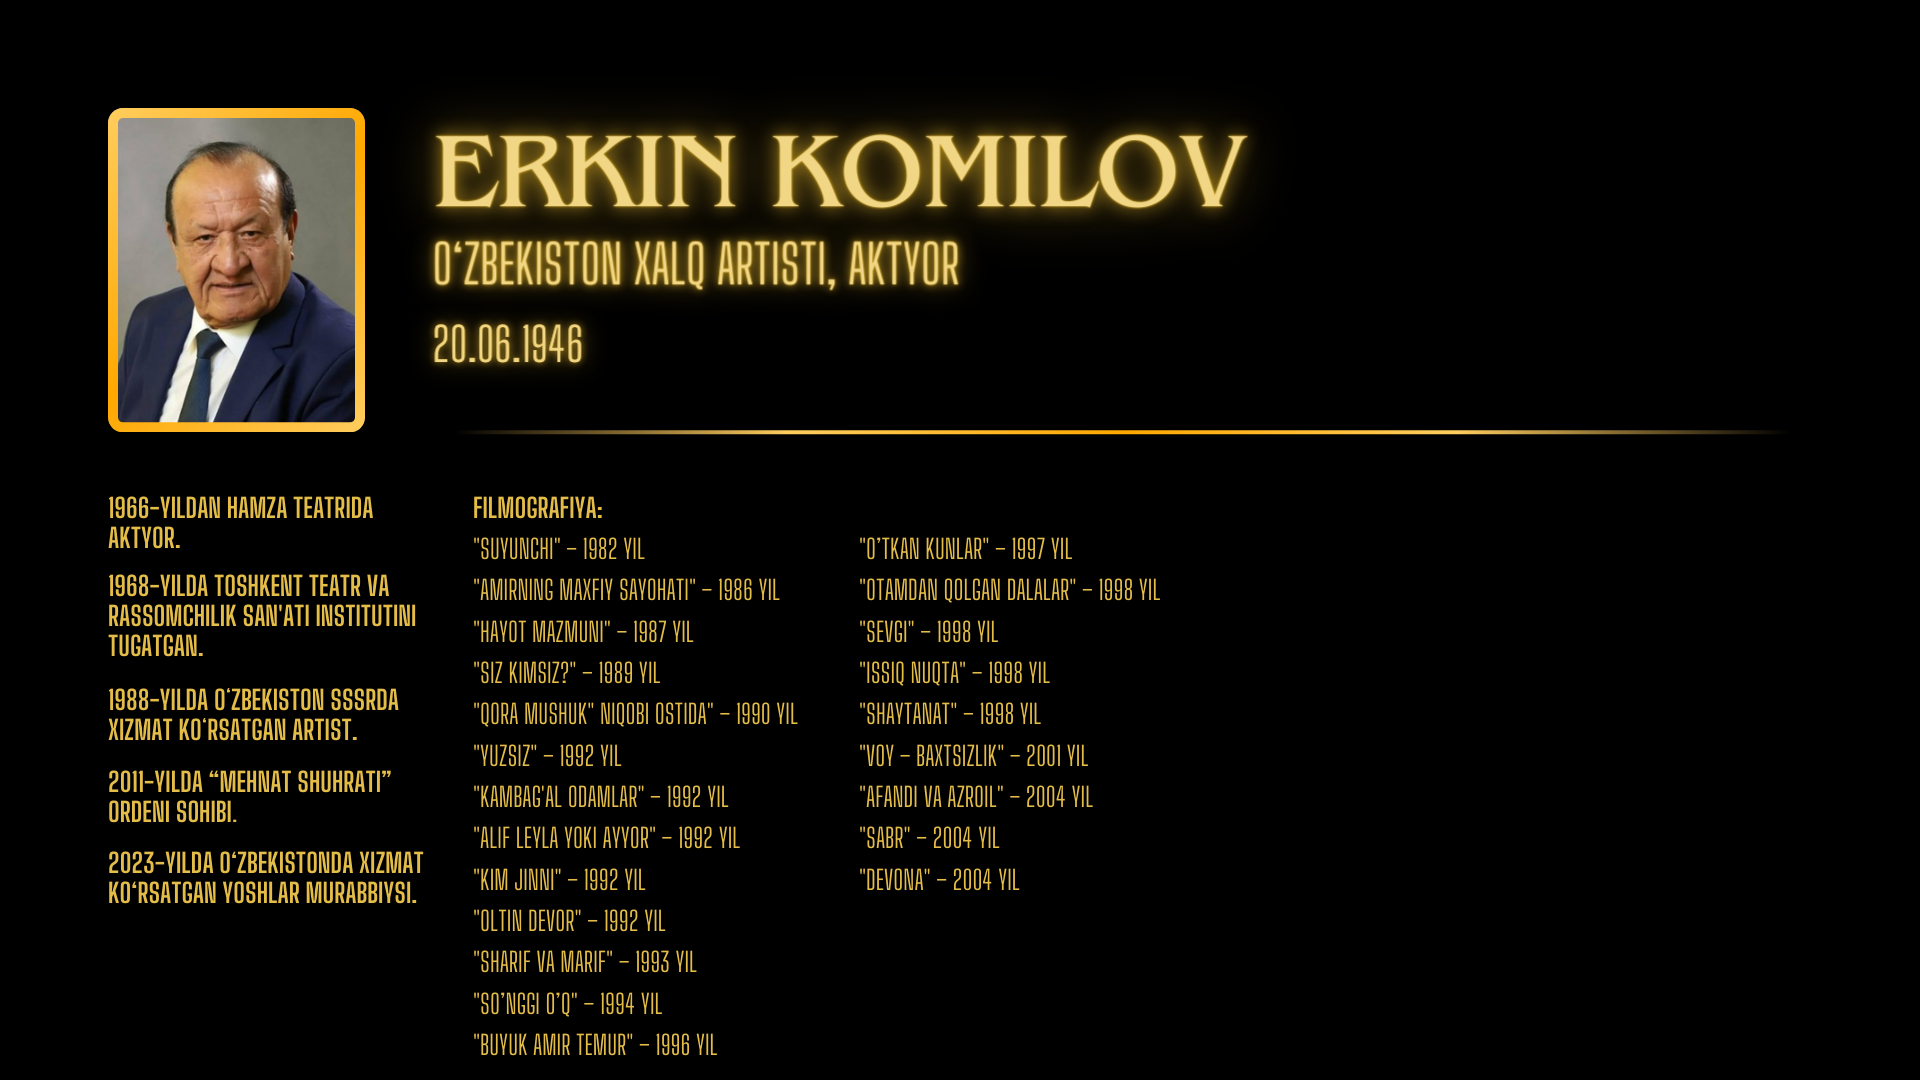 ERKIN KOMILOV
O‘ZBEKISTON XALQ ARTISTI, AKTYOR
20.06.1946
1966-YILDAN HAMZA TEATRIDA
AKTYOR.
1968-YILDA TOSHKENT TEATR VA
RASSOMCHILIK SAN'ATI INSTITUTINI
TUGATGAN.
1988-YILDA O‘ZBEKISTON SSSRDA
XIZMAT KO‘RSATGAN ARTIST.
2011-YILDA “MEHNAT SHUHRATI”
ORDENI SOHIBI.
2023-YILDA O‘ZBEKISTONDA XIZMAT
KO‘RSATGAN YOSHLAR MURABBIYSI.
FILMOGRAFIYA:
"SUYUNCHI" – 1982 YIL
"AMIRNING MAXFIY SAYOHATI" – 1986 YIL
"HAYOT MAZMUNI" – 1987 YIL
"SIZ KIMSIZ?" – 1989 YIL
"QORA MUSHUK" NIQOBI OSTIDA" – 1990 YIL
"YUZSIZ" – 1992 YIL
"KAMBAG'AL ODAMLAR" – 1992 YIL
"ALIF LEYLA YOKI AYYOR" – 1992 YIL
"KIM JINNI" – 1992 YIL
"OLTIN DEVOR" – 1992 YIL
"SHARIF VA MARIF" – 1993 YIL
"SO’NGGI O’Q" – 1994 YIL
"BUYUK AMIR TEMUR" – 1996 YIL
"O’TKAN KUNLAR" – 1997 YIL
"OTAMDAN QOLGAN DALALAR" – 1998 YIL
"SEVGI" – 1998 YIL
"ISSIQ NUQTA" – 1998 YIL
"SHAYTANAT" – 1998 YIL
"VOY – BAXTSIZLIK" – 2001 YIL
"AFANDI VA AZROIL" – 2004 YIL
"SABR" – 2004 YIL
"DEVONA" – 2004 YIL